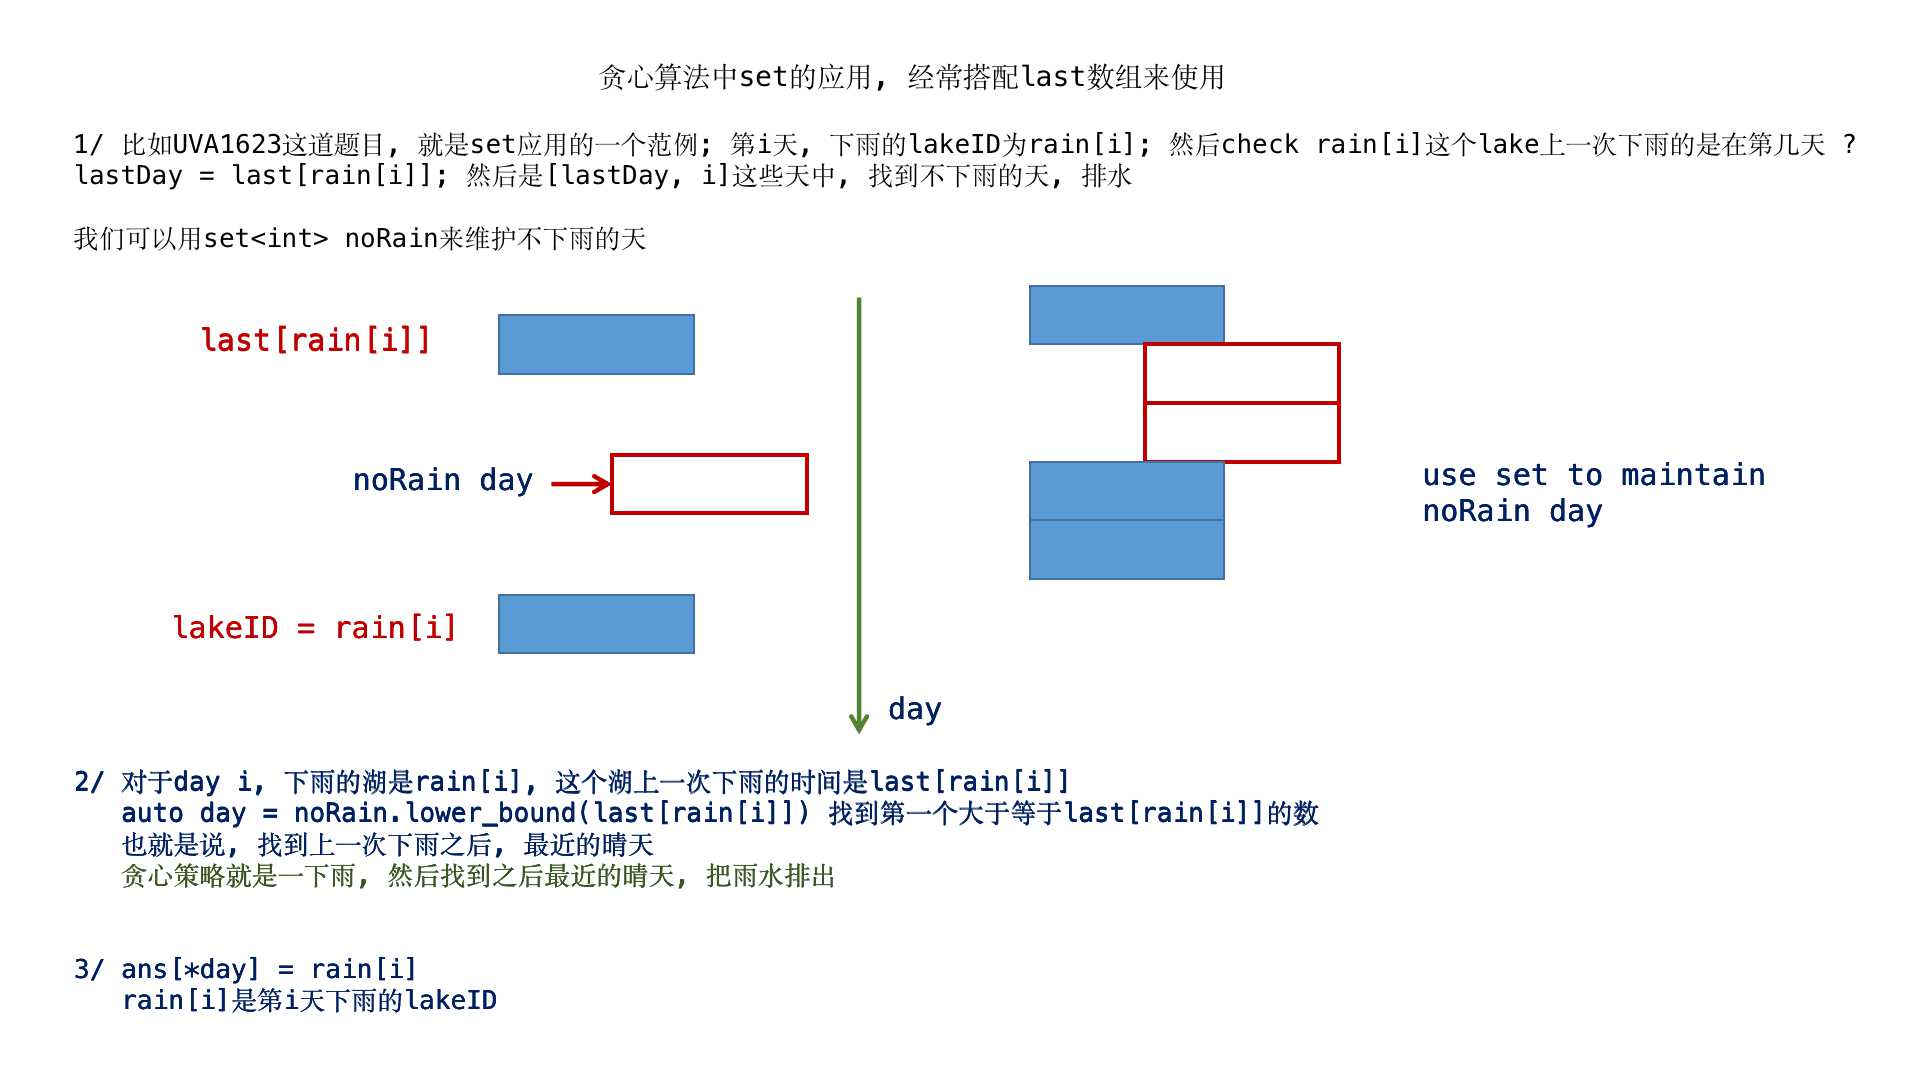 贪心算法中set的应用, 经常搭配last数组来使用
1/ 比如UVA1623这道题目, 就是set应用的一个范例; 第i天, 下雨的lakeID为rain[i]; 然后check rain[i]这个lake上一次下雨的是在第几天 ?
lastDay = last[rain[i]]; 然后是[lastDay, i]这些天中, 找到不下雨的天, 排水
我们可以用set<int> noRain来维护不下雨的天
last[rain[i]]
noRain day
use set to maintain
noRain day
lakeID = rain[i]
day
2/ 对于day i, 下雨的湖是rain[i], 这个湖上一次下雨的时间是last[rain[i]]
auto day = noRain.lower_bound(last[rain[i]]) 找到第一个大于等于last[rain[i]]的数
也就是说, 找到上一次下雨之后, 最近的晴天
贪心策略就是一下雨, 然后找到之后最近的晴天, 把雨水排出
3/ ans[*day] = rain[i]
rain[i]是第i天下雨的lakeID